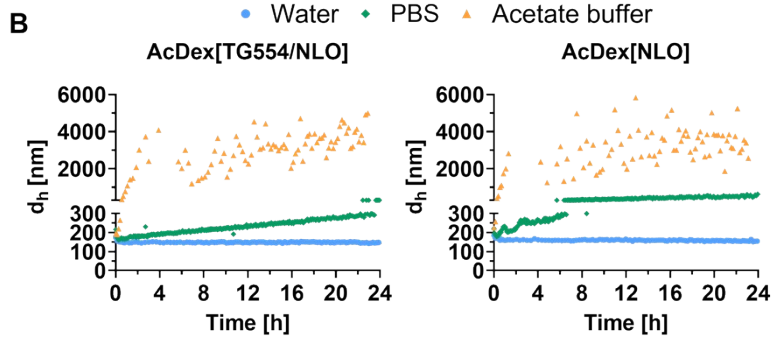 B
Water PBS Acetate buffer
AcDex[TG554/NLO] AcDex[NLO]
6000 6000
4000 4000
2000 2000
300 300
200 200
100 100
0 0
dh [nm] dh [nm]
0 4 8 12 16 20 24 0 4 8 12 16 20 24
Time [h] Time [h]